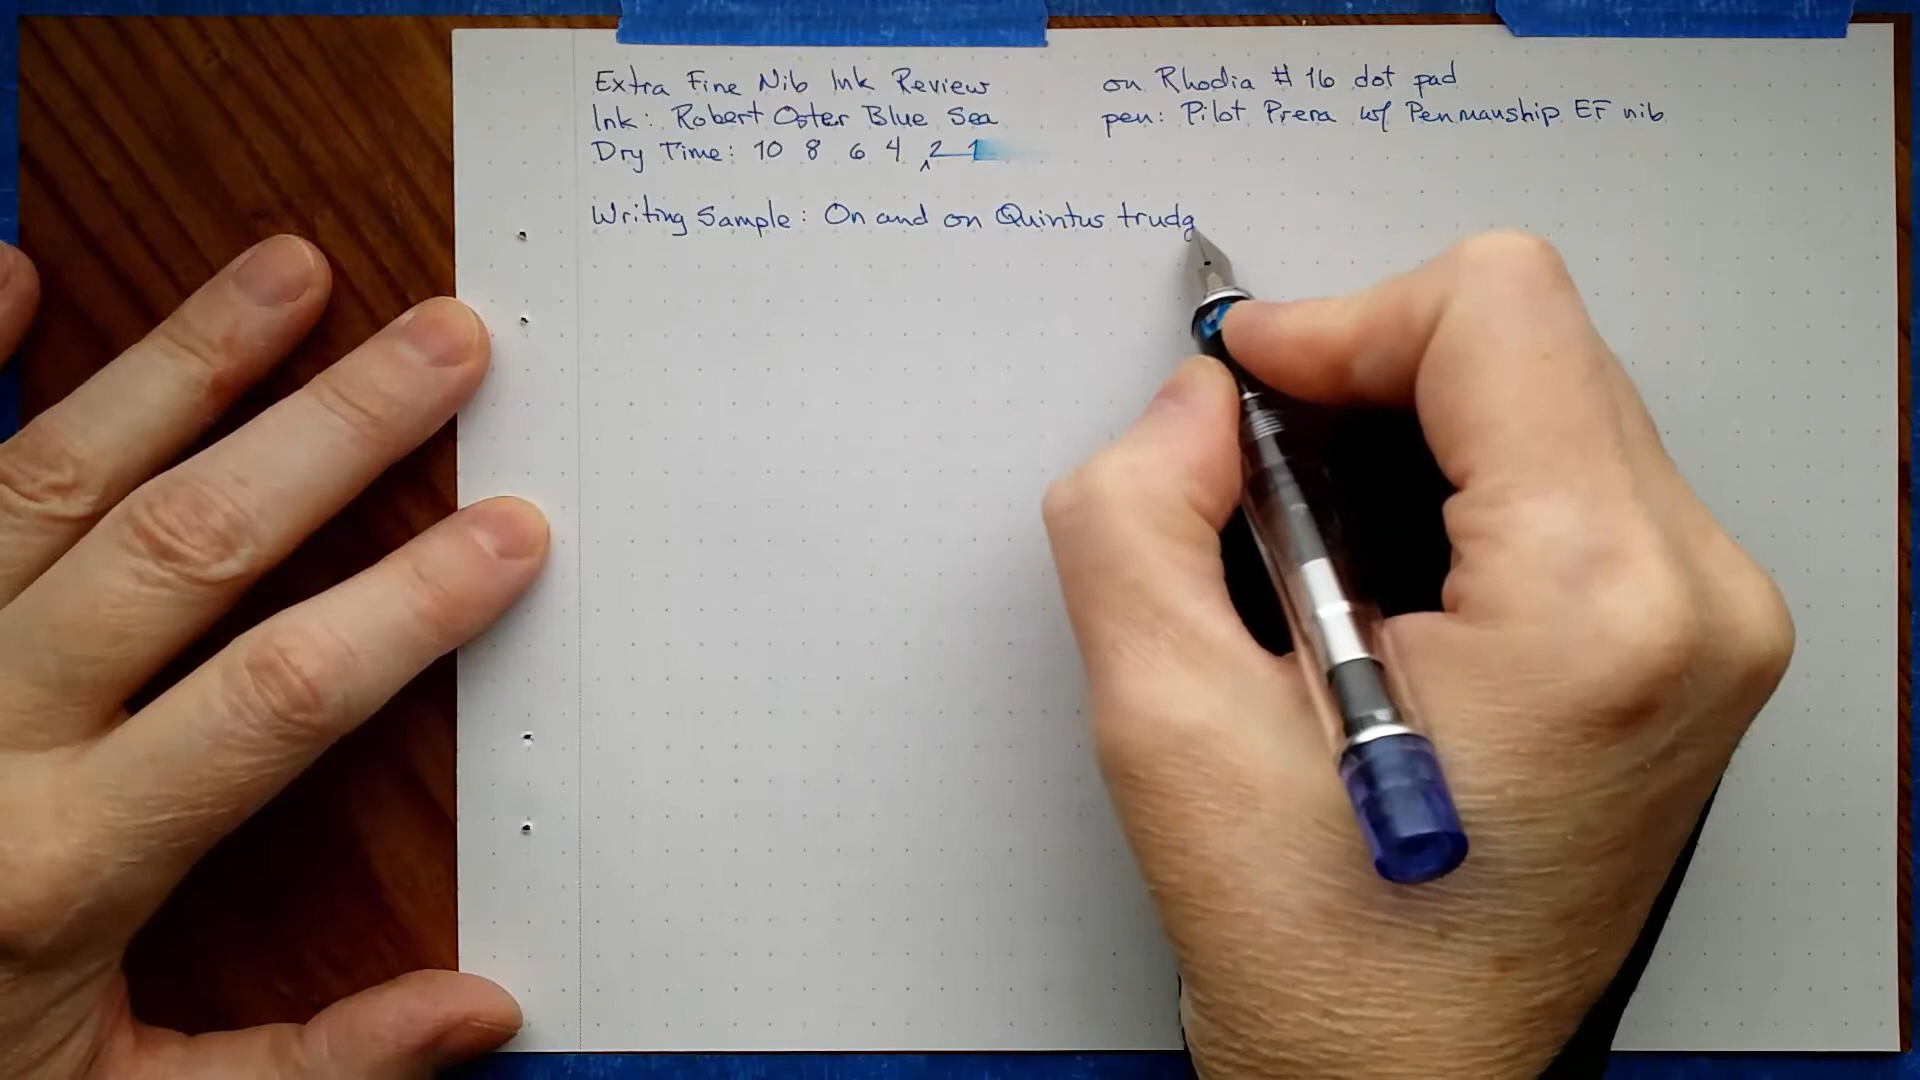 Extra Fine Nib Ink Review
on Rhodia # 16 dot pad
Ink: Robert Oster Blue Sea
pen: Pilot Prera w/ Penmanship EF nib
Dry Time: 10 8 6 4 2 1
Writing Sample: On and on Quintus trudg